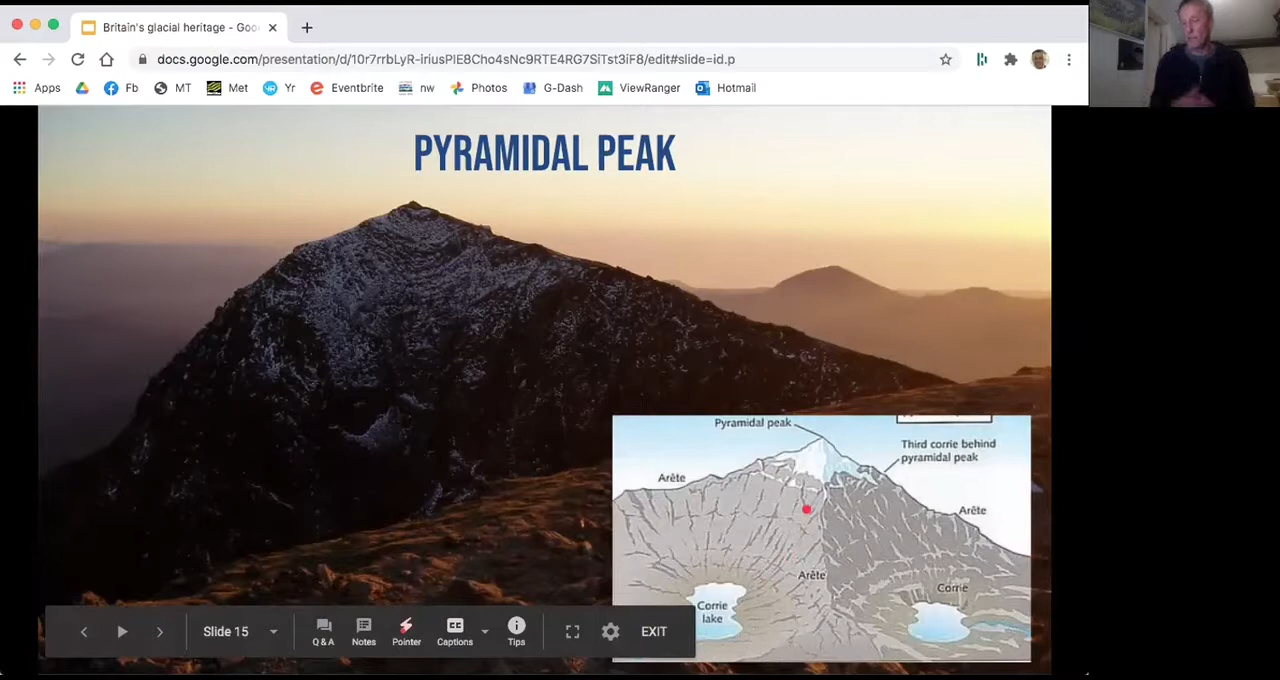 Britain's glacial heritage - Goo
docs.google.com/presentation/d/10r7rrbLyR-iriusPIE8Cho4sNc9RTE4RG7SiTst3iF8/edit#slide=id.p
Apps Fb MT Met Yr Eventbrite nw Photos G-Dash ViewRanger Hotmail
PYRAMIDAL PEAK
Pyramidal peak
Third corrie behind
pyramidal peak
Arête
Arête
Arête
Corrie
Corrie
lake
Slide 15
Q & A Notes Pointer Captions Tips
EXIT